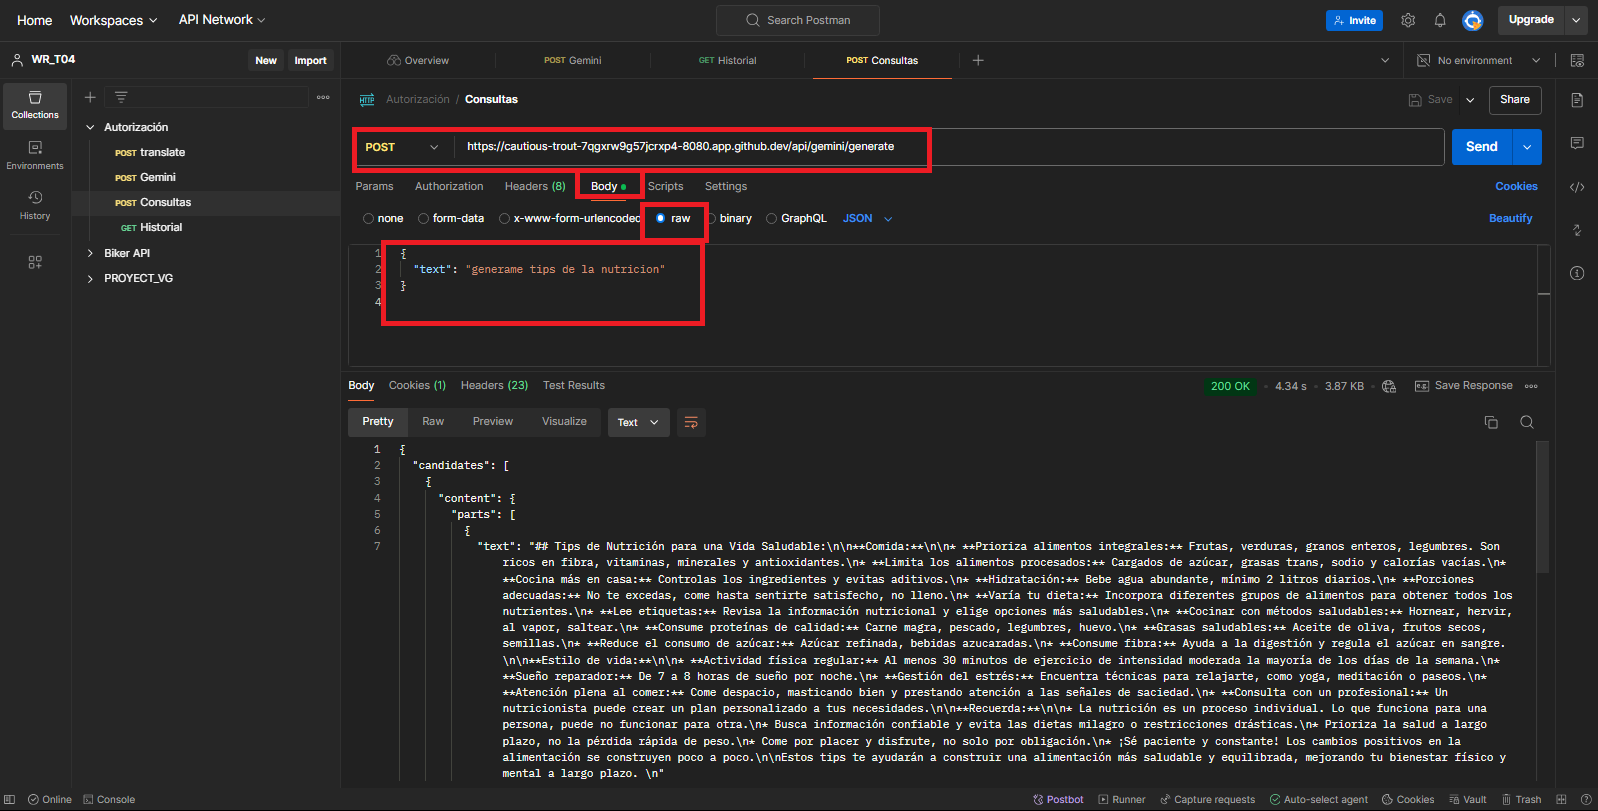 Home Workspaces API Network Search Postman Invite Upgrade
WR_T04 New Import Overview POST Gemini GET Historial POST Consultas No environment
Collections
Environments
History
Autorización
POST translate
POST Gemini
POST Consultas
GET Historial
Biker API
PROYECT_VG
HTTP Autorización / Consultas Save Share
POST https://cautious-trout-7qgxrw9g57jcrxp4-8080.app.github.dev/api/gemini/generate Send
Params Authorization Headers (8) Body Scripts Settings Cookies
none form-data x-www-form-urlencoded raw binary GraphQL JSON Beautify
1 {
2 "text": "generame tips de la nutricion"
3 }
4
Body Cookies (1) Headers (23) Test Results 200 OK 4.34 s 3.87 KB e.g. Save Response
Pretty Raw Preview Visualize Text
1 {
2 "candidates": [
3 {
4 "content": {
5 "parts": [
6 {
7 "text": "## Tips de Nutrición para una Vida Saludable:\n\n**Comida:**\n\n* **Prioriza alimentos integrales:** Frutas, verduras, granos enteros, legumbres. Son
ricos en fibra, vitaminas, minerales y antioxidantes.\n* **Limita los alimentos procesados:** Cargados de azúcar, grasas trans, sodio y calorías vacías.\n*
**Cocina más en casa:** Controlas los ingredientes y evitas aditivos.\n* **Hidratación:** Bebe agua abundante, mínimo 2 litros diarios.\n* **Porciones
adecuadas:** No te excedas, come hasta sentirte satisfecho, no lleno.\n* **Varía tu dieta:** Incorpora diferentes grupos de alimentos para obtener todos los
nutrientes.\n* **Lee etiquetas:** Revisa la información nutricional y elige opciones más saludables.\n* **Cocinar con métodos saludables:** Hornear, hervir,
al vapor, saltear.\n* **Consume proteínas de calidad:** Carne magra, pescado, legumbres, huevo.\n* **Grasas saludables:** Aceite de oliva, frutos secos,
semillas.\n* **Reduce el consumo de azúcar:** Azúcar refinada, bebidas azucaradas.\n* **Consume fibra:** Ayuda a la digestión y regula el azúcar en sangre.
\n\n**Estilo de vida:**\n\n* **Actividad física regular:** Al menos 30 minutos de ejercicio de intensidad moderada la mayoría de los días de la semana.\n*
**Sueño reparador:** De 7 a 8 horas de sueño por noche.\n* **Gestión del estrés:** Encuentra técnicas para relajarte, como yoga, meditación o paseos.\n*
**Atención plena al comer:** Come despacio, masticando bien y prestando atención a las señales de saciedad.\n* **Consulta con un profesional:** Un
nutricionista puede crear un plan personalizado a tus necesidades.\n\n**Recuerda:**\n\n* La nutrición es un proceso individual. Lo que funciona para una
persona, puede no funcionar para otra.\n* Busca información confiable y evita las dietas milagro o restricciones drásticas.\n* Prioriza la salud a largo
plazo, no la pérdida rápida de peso.\n* Come por placer y disfrute, no solo por obligación.\n* ¡Sé paciente y constante! Los cambios positivos en la
alimentación se construyen poco a poco.\n\nEstos tips te ayudarán a construir una alimentación más saludable y equilibrada, mejorando tu bienestar físico y
mental a largo plazo. \n"
Online Console Postbot Runner Capture requests Auto-select agent Cookies Vault Trash